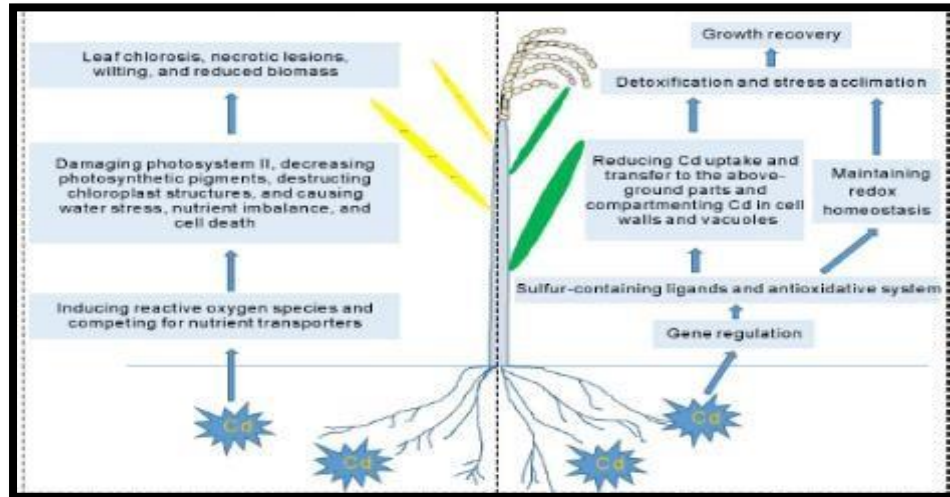 Leaf chlorosis, necrotic lesions,
wilting, and reduced biomass
Damaging photosystem II, decreasing
photosynthetic pigments, destructing
chloroplast structures, and causing
water stress, nutrient imbalance, and
cell death
Inducing reactive oxygen species and
competing for nutrient transporters
Cd
Cd
Growth recovery
Detoxification and stress acclimation
Reducing Cd uptake and
transfer to the above-
ground parts and
compartmenting Cd in cell
walls and vacuoles
Maintaining
redox
homeostasis
Sulfur-containing ligands and antioxidative system
Gene regulation
Cd
Cd